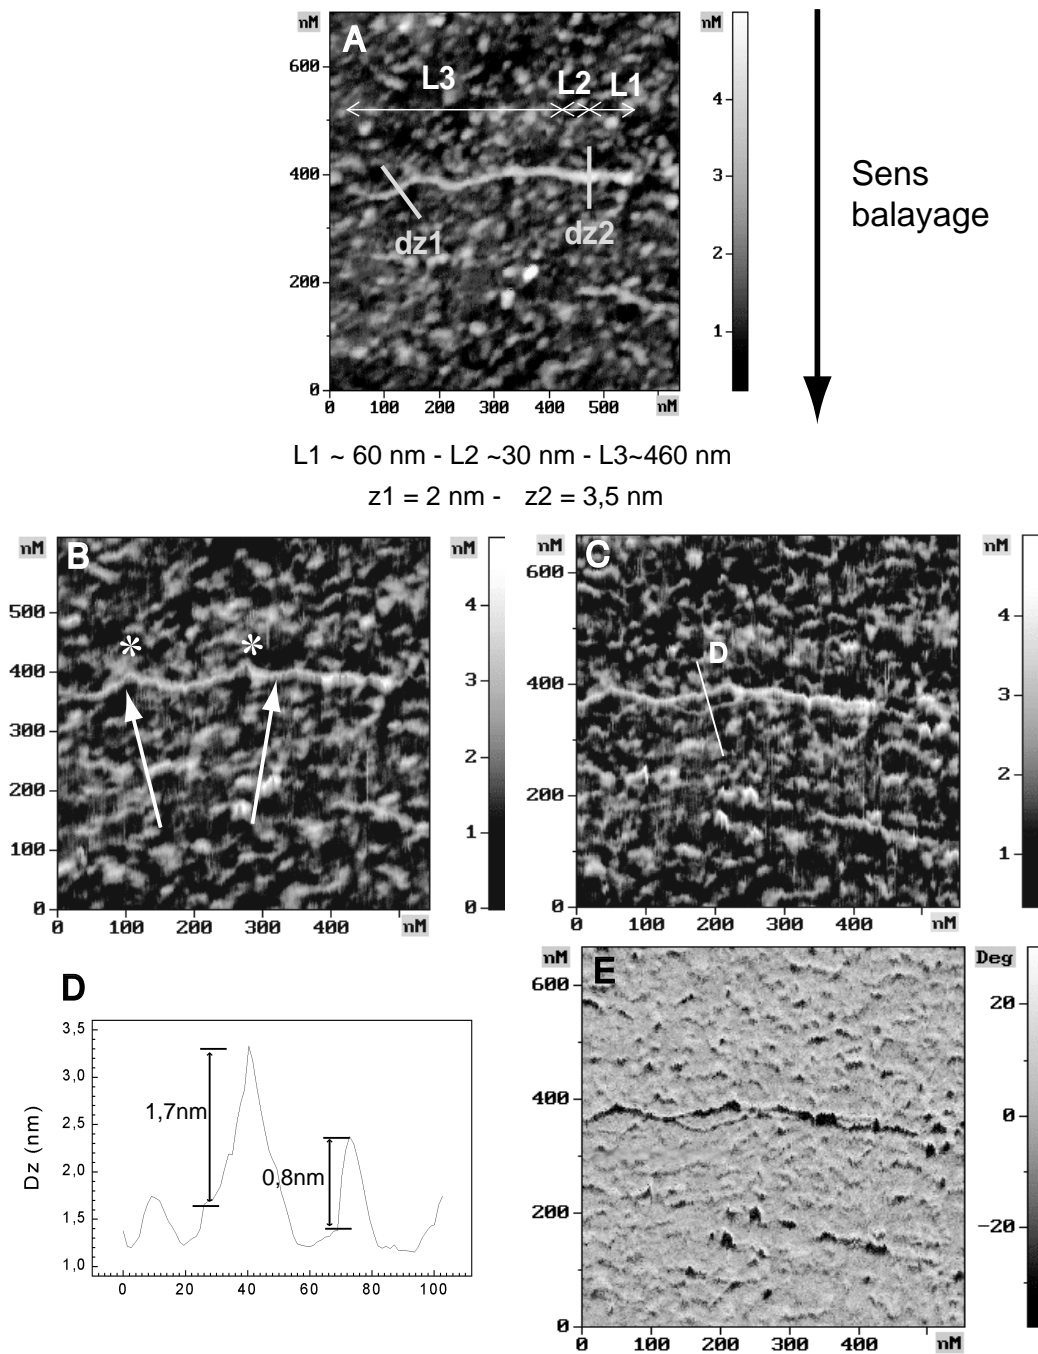 nM
A
nM
600
400
200
0
0 100 200 300 400 500 nM
L3 L2 L1
dz1 dz2
4
3
2
1
Sens
balayage
L1 ~ 60 nm - L2 ~30 nm - L3~460 nm
z1 = 2 nm - z2 = 3,5 nm
nM
B
nM
500
400
300
200
100
0
0 100 200 300 400 nM
* *
4
3
2
1
0
nM
C
nM
600
400
200
0
0 100 200 300 400 nM
D
4
3
2
1
D
Dz (nm)
3,5
3,0
2,5
2,0
1,5
1,0
0 20 40 60 80 100
1,7nm
0,8nm
nM
E
Deg
600
400
200
0
0 100 200 300 400 nM
20
0
-20